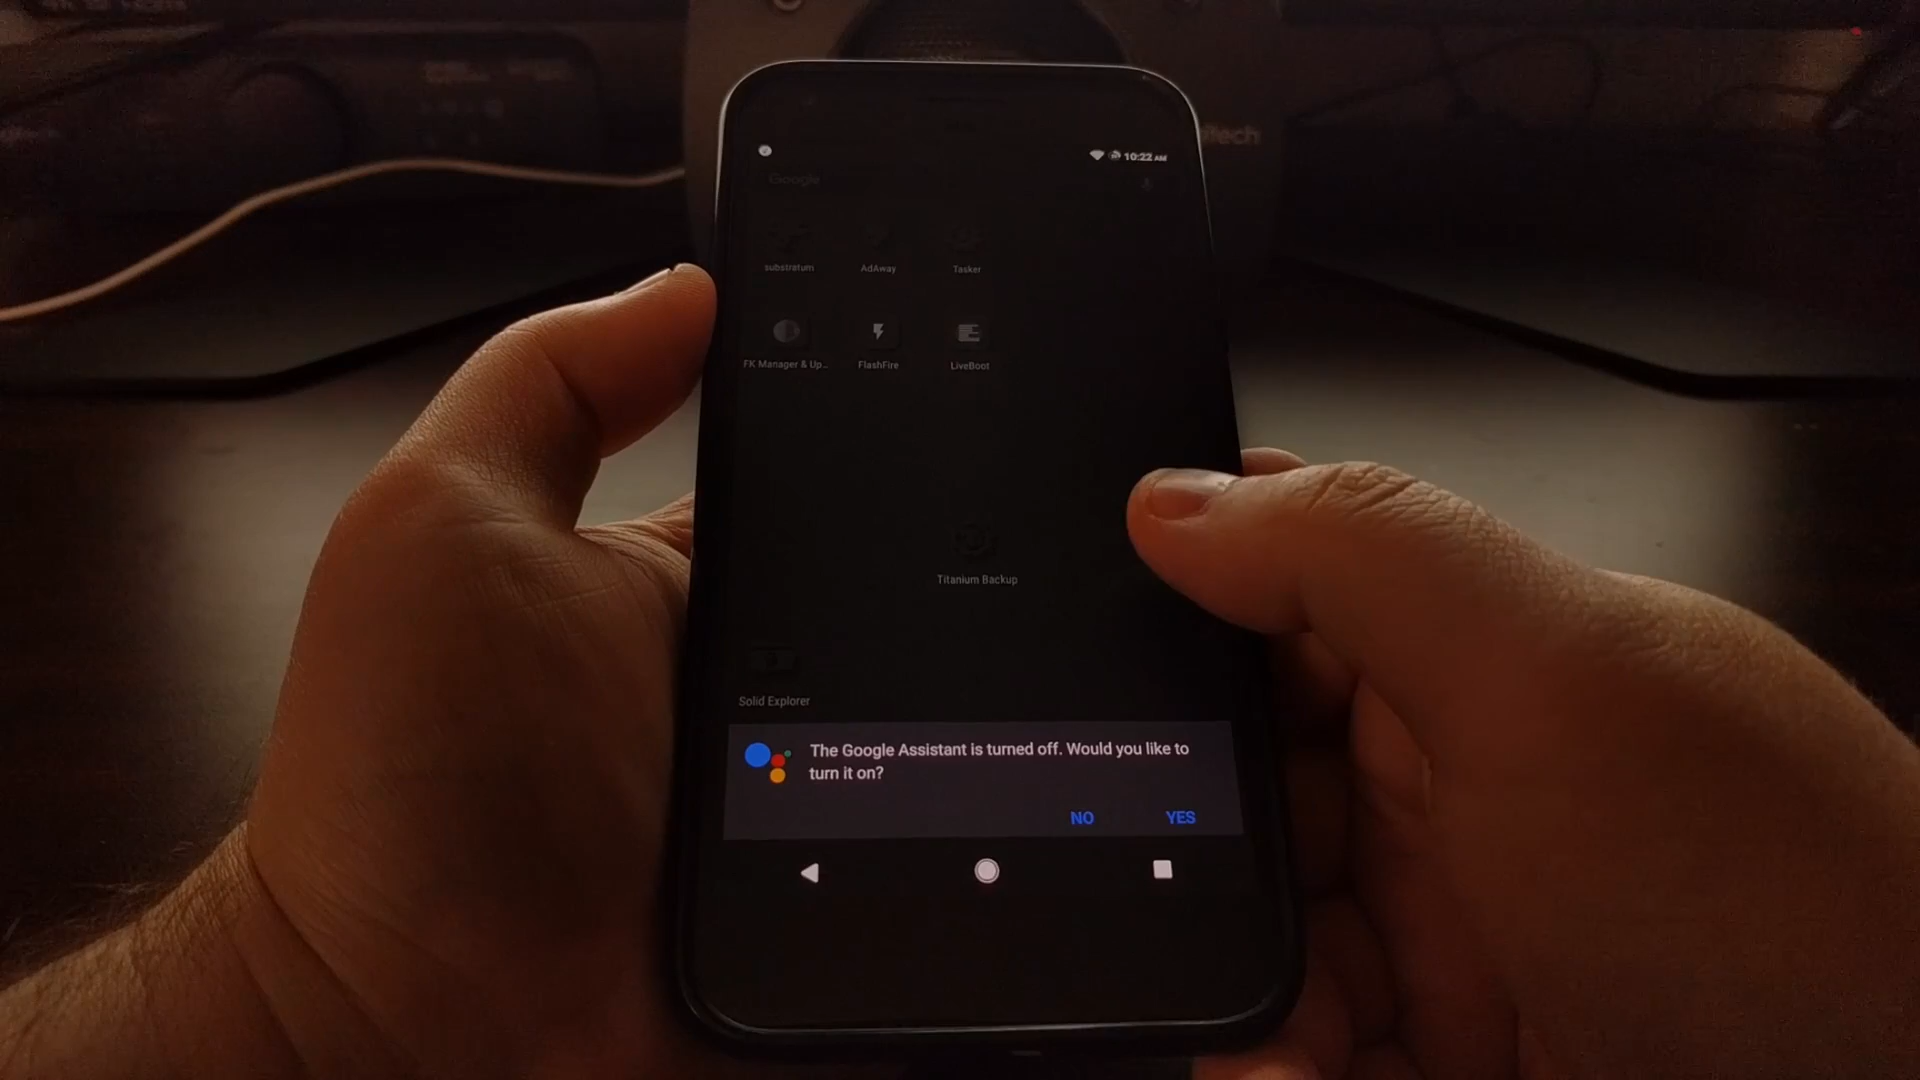 10:22 AM
Google
substratum AdAway Tasker
FK Manager & Up... FlashFire LiveBoot
Titanium Backup
Solid Explorer
The Google Assistant is turned off. Would you like to
turn it on?
NO YES